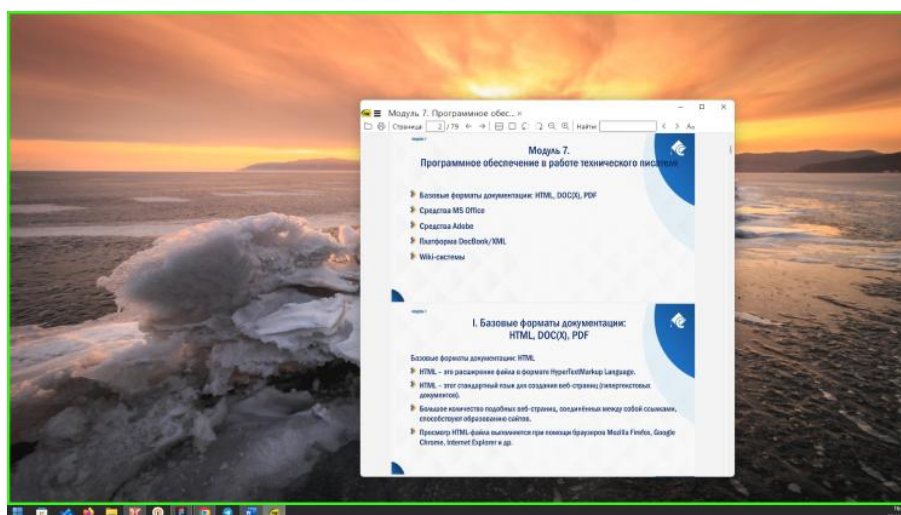 Модуль 7. Программное обес... ×
Страница 2 / 79 Найти: Aa
Модуль 7.
Программное обеспечение в работе технического писателя
Базовые форматы документации: HTML, DOC(X), PDF
Средства MS Office
Средства Adobe
Платформа DocBook/XML
Wiki-системы
I. Базовые форматы документации:
HTML, DOC(X), PDF
Базовые форматы документации: HTML
HTML – это расширение файла в формате HyperTextMarkup Language.
HTML – этот стандартный язык для создания веб-страниц (гипертекстовых
документов).
Большое количество подобных веб-страниц, соединённых между собой ссылками,
способствуют образованию сайтов.
Просмотр HTML-файла выполняется при помощи браузеров Mozilla Firefox, Google
Chrome, Internet Explorer и др.